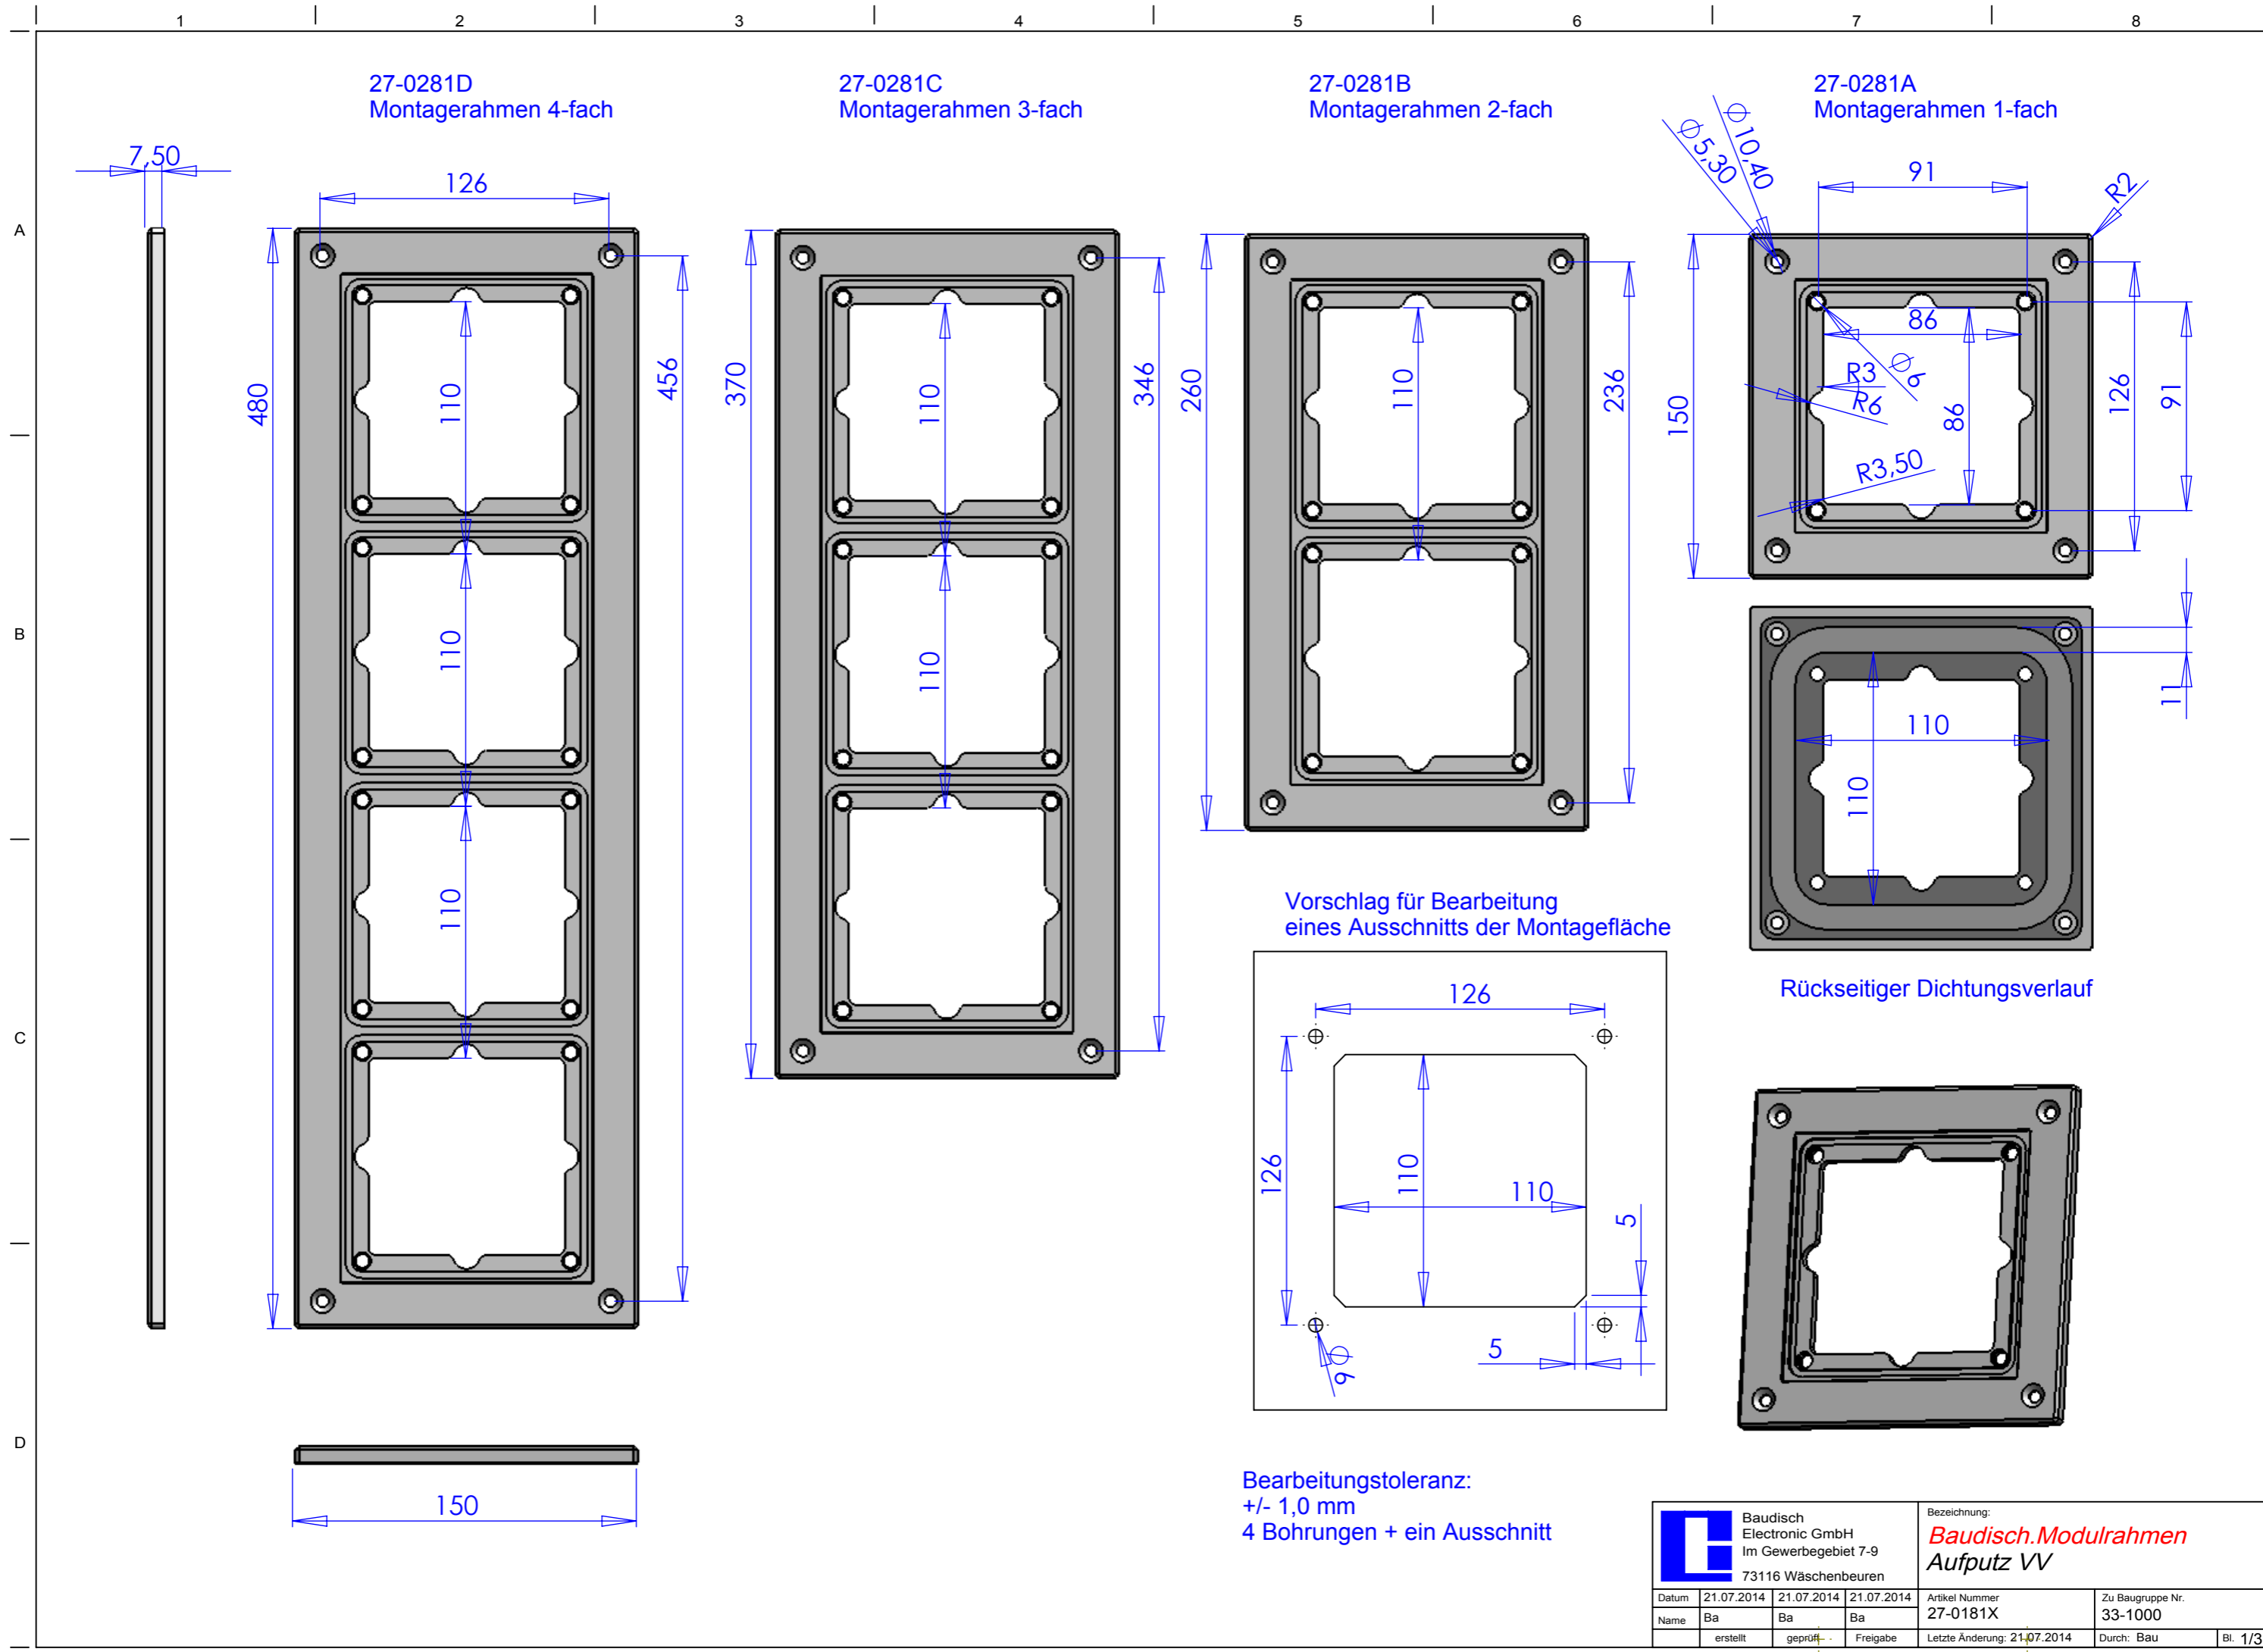 1 2 3 4 5 6 7 8
A
B
C
D
27-0281D
Montagerahmen 4-fach
7,50
126
480
456
110
110
110
150
27-0281C
Montagerahmen 3-fach
370
346
110
110
27-0281B
Montagerahmen 2-fach
260
236
110
27-0281A
Montagerahmen 1-fach
∅5,30
∅10,40
91
R2
86
∅6
R3
R6
86
R3,50
150
126
91
11
110
110
Rückseitiger Dichtungsverlauf
Vorschlag für Bearbeitung
eines Ausschnitts der Montagefläche
126
126
110
110
5
5
∅6
Bearbeitungstoleranz:
+/- 1,0 mm
4 Bohrungen + ein Ausschnitt
Baudisch
Electronic GmbH
Im Gewerbegebiet 7-9
73116 Wäschenbeuren
Bezeichnung:
Baudisch.Modulrahmen
Aufputz VV
Datum 21.07.2014 21.07.2014 21.07.2014
Name Ba Ba Ba
erstellt geprüft Freigabe
Artikel Nummer
27-0181X
Zu Baugruppe Nr.
33-1000
Letzte Änderung: 21.07.2014 Durch: Bau Bl. 1/3